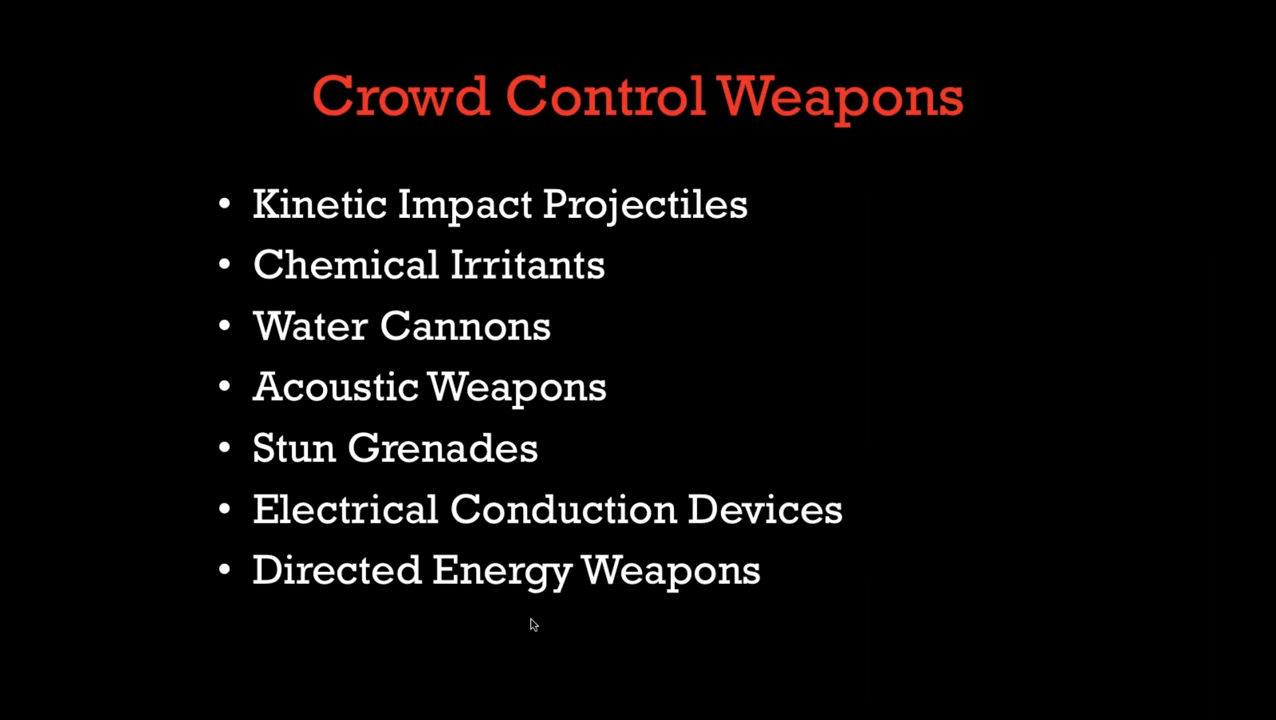 Crowd Control Weapons
• Kinetic Impact Projectiles
• Chemical Irritants
• Water Cannons
• Acoustic Weapons
• Stun Grenades
• Electrical Conduction Devices
• Directed Energy Weapons